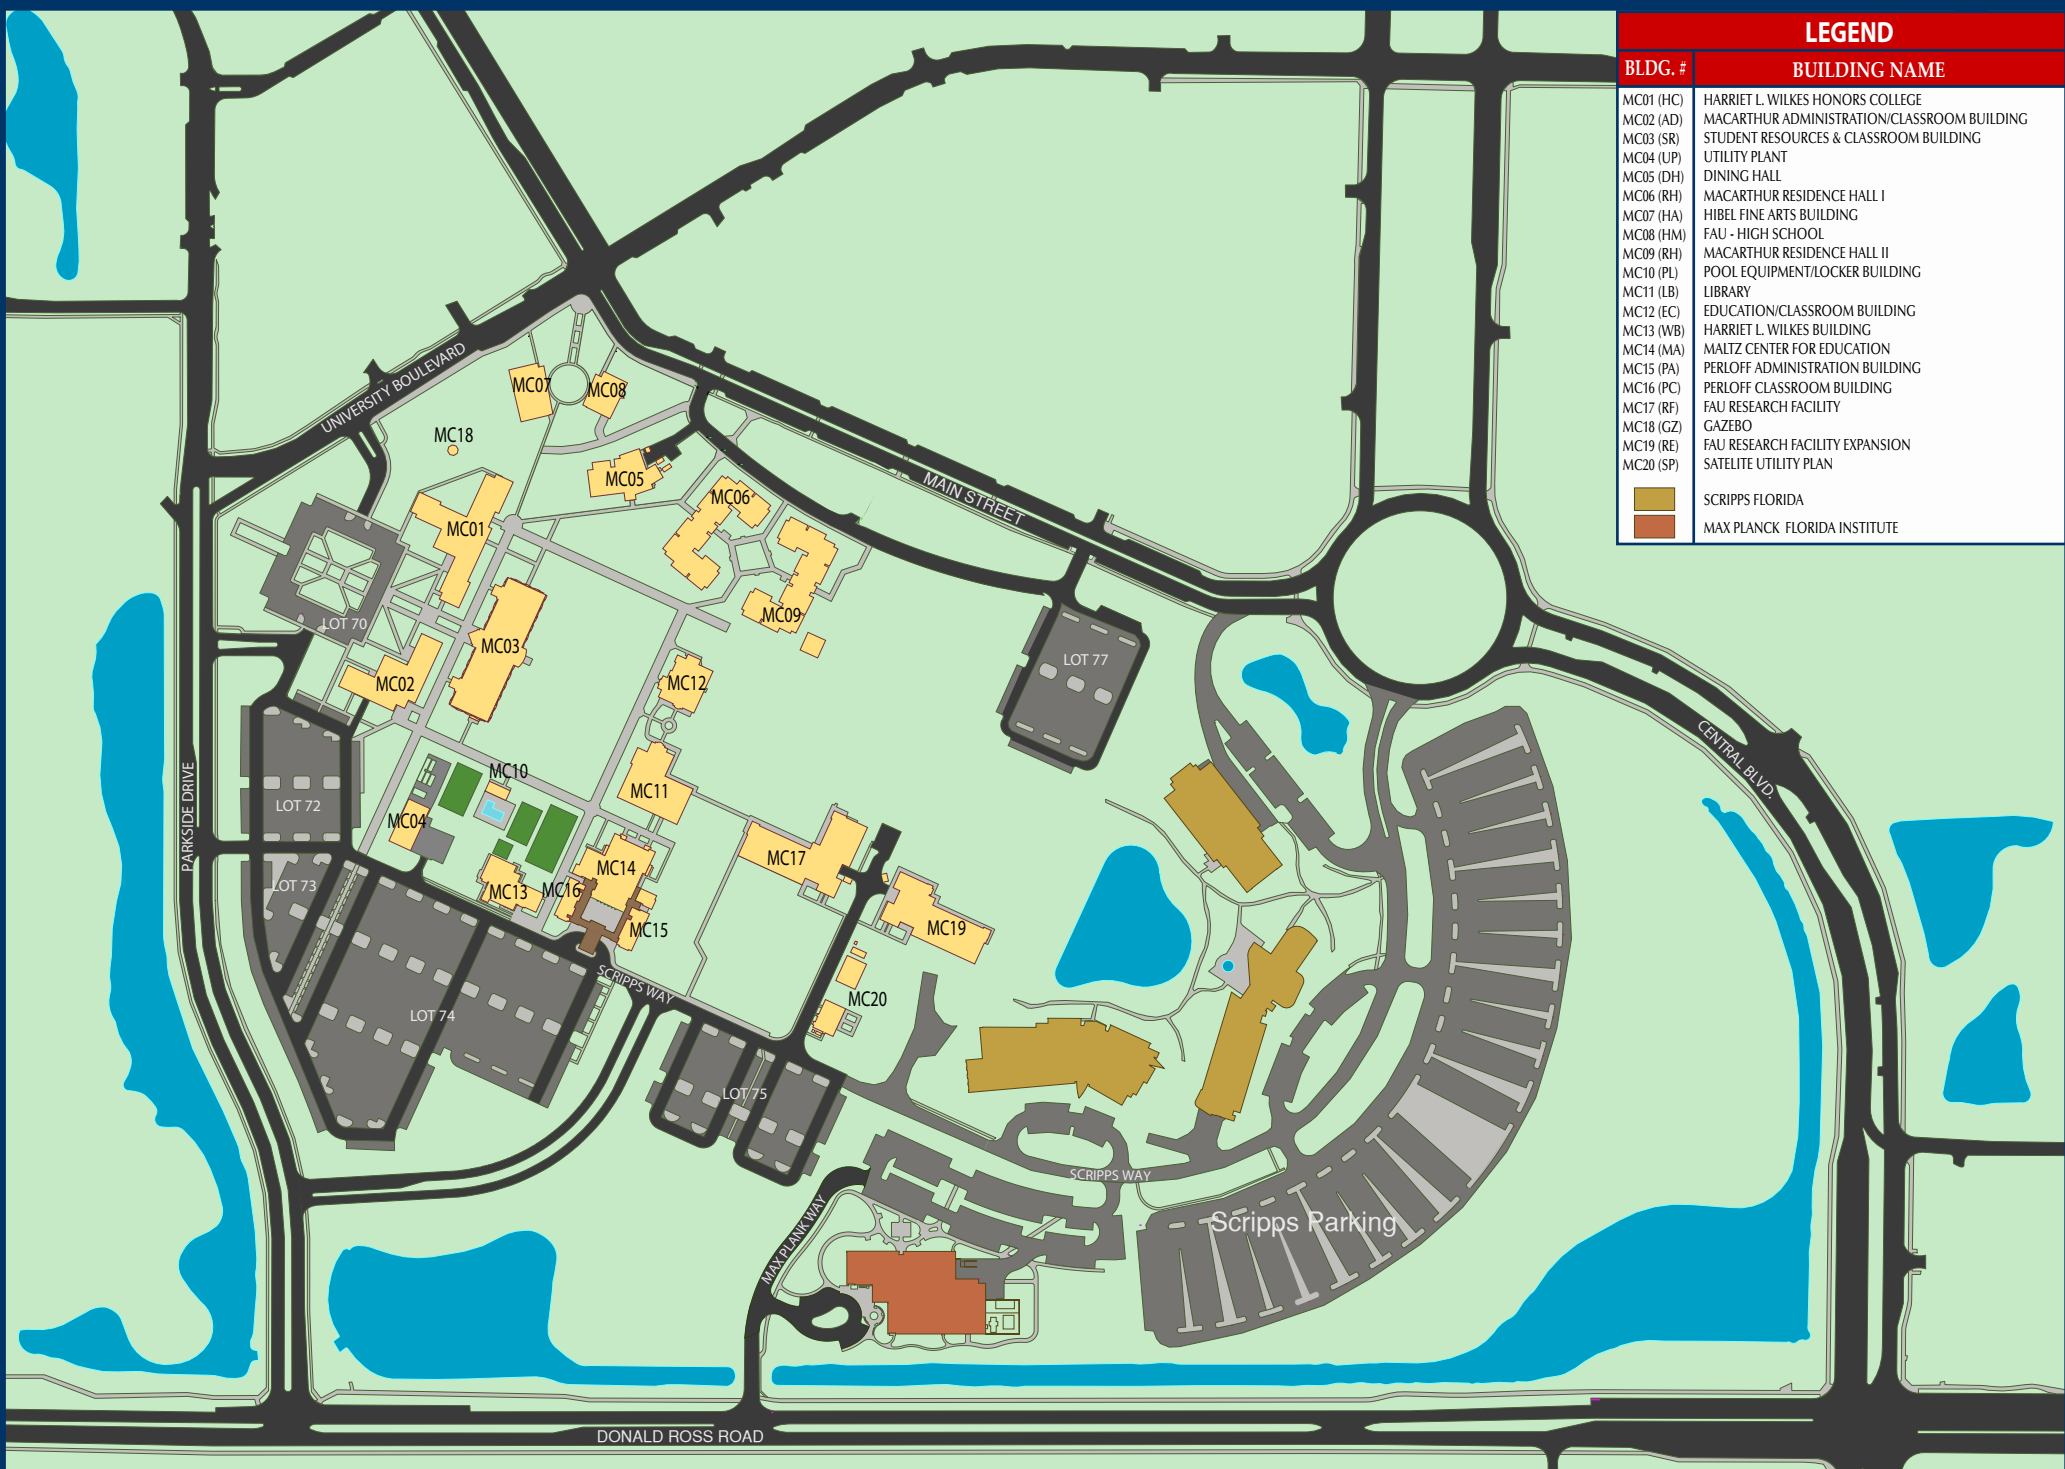 LEGEND
BLDG. # BUILDING NAME
MC01 (HC) HARRIET L. WILKES HONORS COLLEGE
MC02 (AD) MACARTHUR ADMINISTRATION/CLASSROOM BUILDING
MC03 (SR) STUDENT RESOURCES & CLASSROOM BUILDING
MC04 (UP) UTILITY PLANT
MC05 (DH) DINING HALL
MC06 (RH) MACARTHUR RESIDENCE HALL I
MC07 (HA) HIBEL FINE ARTS BUILDING
MC08 (HM) FAU - HIGH SCHOOL
MC09 (RH) MACARTHUR RESIDENCE HALL II
MC10 (PL) POOL EQUIPMENT/LOCKER BUILDING
MC11 (LB) LIBRARY
MC12 (EC) EDUCATION/CLASSROOM BUILDING
MC13 (WB) HARRIET L. WILKES BUILDING
MC14 (MA) MALTZ CENTER FOR EDUCATION
MC15 (PA) PERLOFF ADMINISTRATION BUILDING
MC16 (PC) PERLOFF CLASSROOM BUILDING
MC17 (RF) FAU RESEARCH FACILITY
MC18 (GZ) GAZEBO
MC19 (RE) FAU RESEARCH FACILITY EXPANSION
MC20 (SP) SATELITE UTILITY PLAN
SCRIPPS FLORIDA
MAX PLANCK FLORIDA INSTITUTE
UNIVERSITY BOULEVARD
MC07
MC08
MC18
MC05
MC06
MAIN STREET
MC01
MC09
LOT 70
MC03
LOT 77
MC02
MC12
CENTRAL BLVD.
PARKSIDE DRIVE
MC10
MC11
LOT 72
MC04
MC17
MC14
LOT 73
MC13
MC16
MC15
MC19
SCRIPPS WAY
MC20
LOT 74
LOT 75
SCRIPPS WAY
MAX PLANK WAY
Scripps Parking
DONALD ROSS ROAD